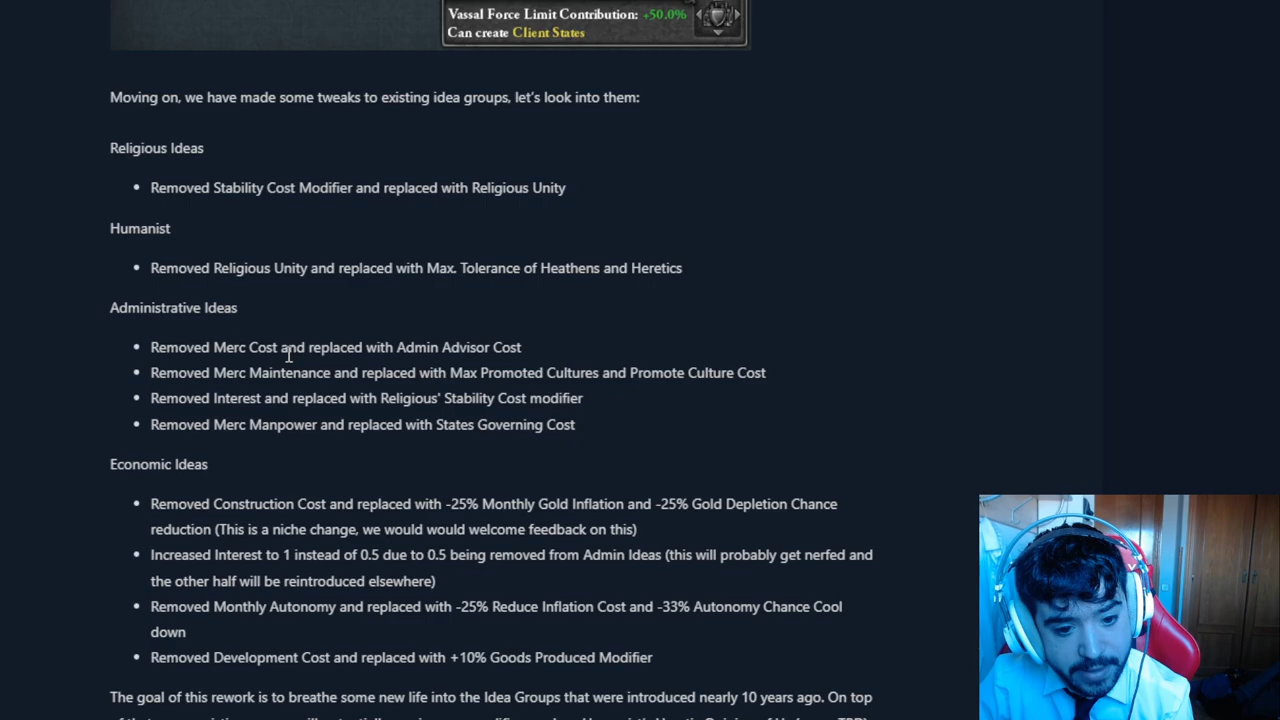 Vassal Force Limit Contribution: +50.0%
Can create Client States
Moving on, we have made some tweaks to existing idea groups, let's look into them:
Religious Ideas
• Removed Stability Cost Modifier and replaced with Religious Unity
Humanist
• Removed Religious Unity and replaced with Max. Tolerance of Heathens and Heretics
Administrative Ideas
• Removed Merc Cost and replaced with Admin Advisor Cost
• Removed Merc Maintenance and replaced with Max Promoted Cultures and Promote Culture Cost
• Removed Interest and replaced with Religious' Stability Cost modifier
• Removed Merc Manpower and replaced with States Governing Cost
Economic Ideas
• Removed Construction Cost and replaced with -25% Monthly Gold Inflation and -25% Gold Depletion Chance
reduction (This is a niche change, we would would welcome feedback on this)
• Increased Interest to 1 instead of 0.5 due to 0.5 being removed from Admin Ideas (this will probably get nerfed and
the other half will be reintroduced elsewhere)
• Removed Monthly Autonomy and replaced with -25% Reduce Inflation Cost and -33% Autonomy Chance Cool
down
• Removed Development Cost and replaced with +10% Goods Produced Modifier
The goal of this rework is to breathe some new life into the Idea Groups that were introduced nearly 10 years ago. On top